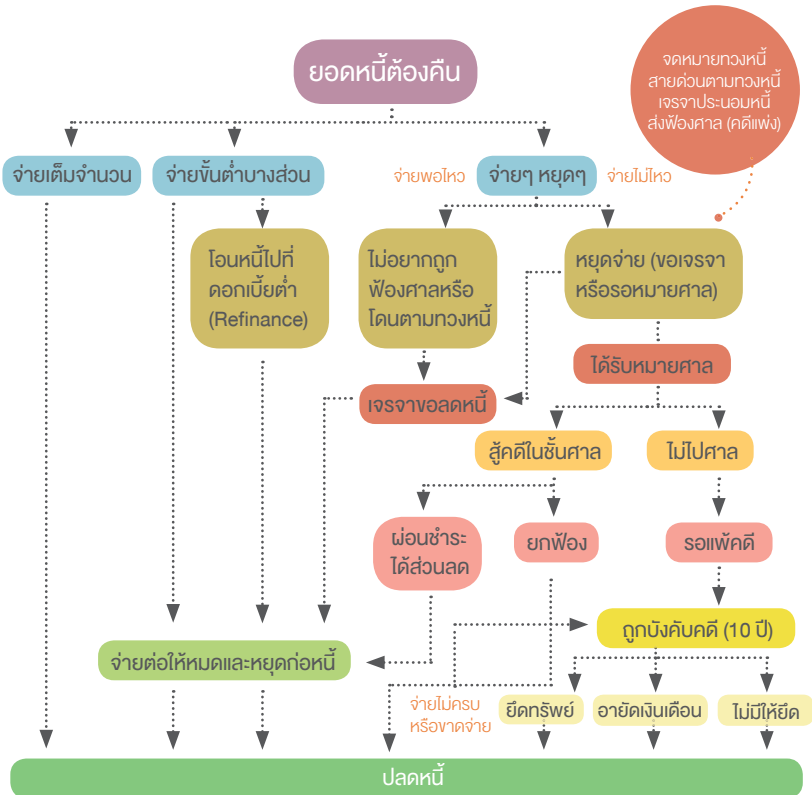 จดหมายทวงหนี้
สายด่วนตามทวงหนี้
เจรจาประนอมหนี้
ส่งฟ้องศาล (คดีแพ่ง)
ยอดหนี้ต้องคืน
จ่ายเต็มจำนวน
จ่ายขั้นต่ำบางส่วน
จ่ายพอไหว
จ่ายๆ หยุดๆ
จ่ายไม่ไหว
โอนหนี้ไปที่
ดอกเบี้ยต่ำ
(Refinance)
ไม่อยากถูก
ฟ้องศาลหรือ
โดนตามทวงหนี้
หยุดจ่าย (ขอเจรจา
หรือรอหมายศาล)
ได้รับหมายศาล
เจรจาขอลดหนี้
สู้คดีในชั้นศาล
ไม่ไปศาล
ผ่อนชำระ
ได้ส่วนลด
ยกฟ้อง
รอแพ้คดี
ถูกบังคับคดี (10 ปี)
จ่ายต่อให้หมดและหยุดก่อหนี้
จ่ายไม่ครบ
หรือขาดจ่าย
ยึดทรัพย์
อายัดเงินเดือน
ไม่มีให้ยึด
ปลดหนี้